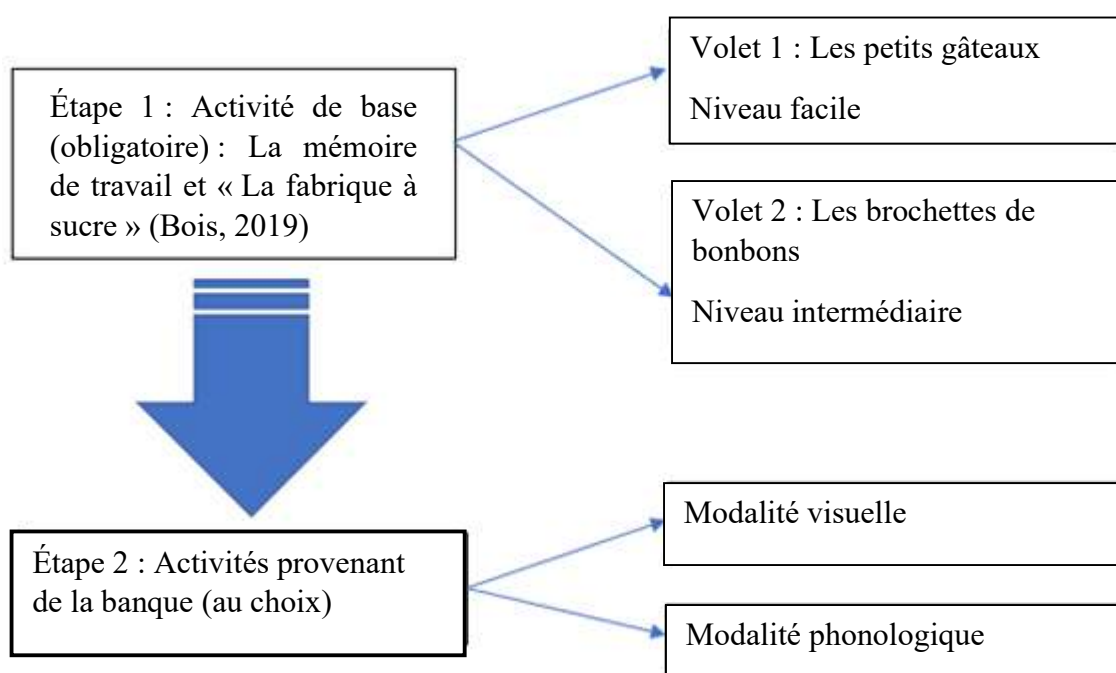 Étape 1 : Activité de base
(obligatoire) : La mémoire
de travail et « La fabrique à
sucre » (Bois, 2019)
Volet 1 : Les petits gâteaux
Niveau facile
Volet 2 : Les brochettes de
bonbons
Niveau intermédiaire
Étape 2 : Activités provenant
de la banque (au choix)
Modalité visuelle
Modalité phonologique